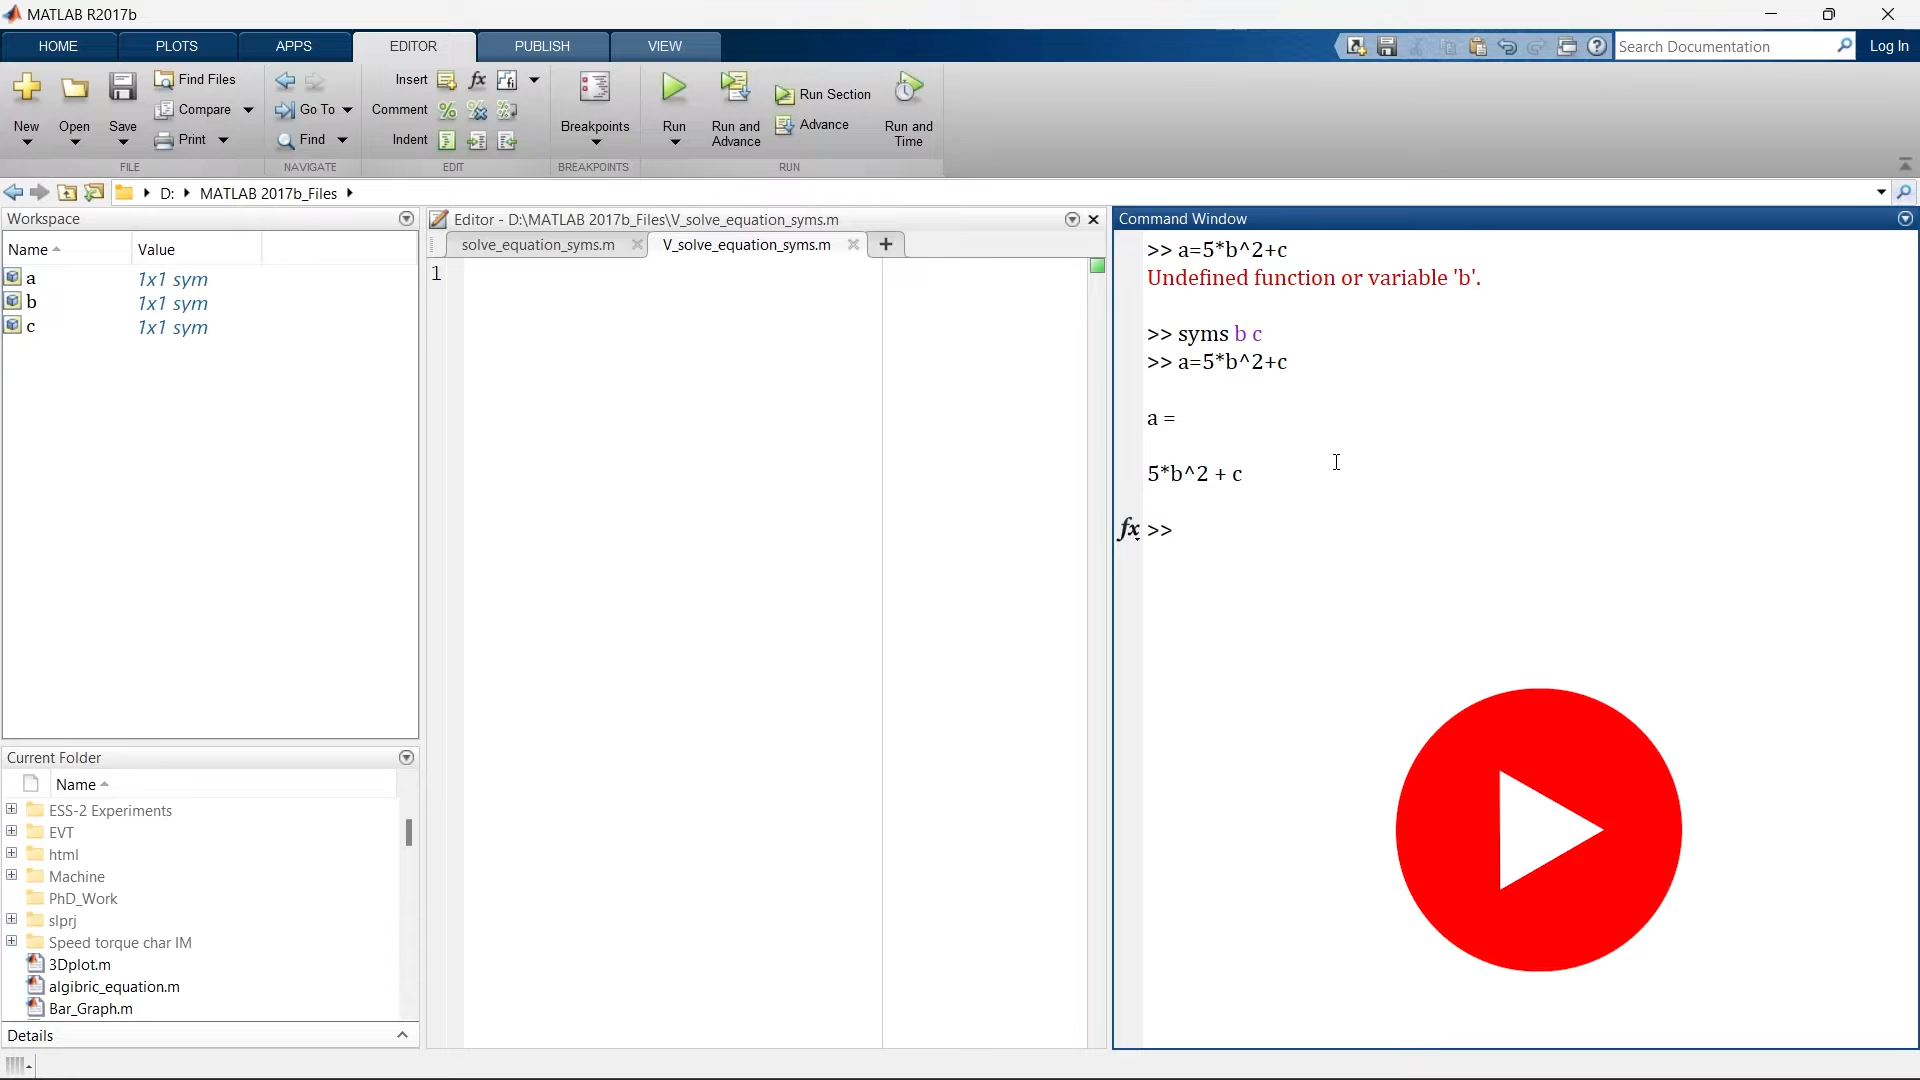 MATLAB R2017b
HOME
PLOTS
APPS
EDITOR
PUBLISH
VIEW
Search Documentation
Log In
New
Open
Save
Find Files
Compare
Print
FILE
Go To
Find
NAVIGATE
Insert
fx
fi
Comment
%
Indent
EDIT
Breakpoints
BREAKPOINTS
Run
Run and
Advance
Run Section
Advance
Run and
Time
RUN
D:
MATLAB 2017b_Files
Workspace
Name
Value
a 1x1 sym
b 1x1 sym
c 1x1 sym
Current Folder
Name
ESS-2 Experiments
EVT
html
Machine
PhD_Work
slprj
Speed torque char IM
3Dplot.m
algibric_equation.m
Bar_Graph.m
Details
Editor - D:\MATLAB 2017b_Files\V_solve_equation_syms.m
solve_equation_syms.m
V_solve_equation_syms.m
1
Command Window
>> a=5*b^2+c
Undefined function or variable 'b'.
>> syms b c
>> a=5*b^2+c
a =
5*b^2 + c
fx >>